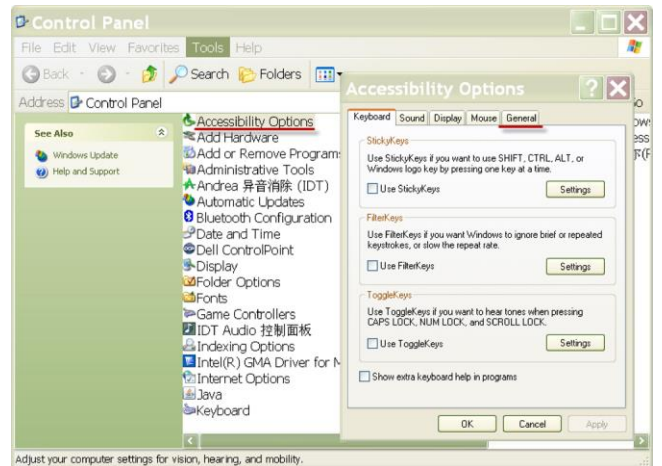 Control Panel
File Edit View Favorites Tools Help
Back Search Folders
Address Control Panel
See Also
Windows Update
Help and Support
Accessibility Options
Add Hardware
Add or Remove Program
Administrative Tools
Andrea 异音消除 (IDT)
Automatic Updates
Bluetooth Configuration
Date and Time
Dell ControlPoint
Display
Folder Options
Fonts
Game Controllers
IDT Audio 控制面板
Indexing Options
Intel(R) GMA Driver for M
Internet Options
Java
Keyboard
Accessibility Options
Keyboard Sound Display Mouse General
StickyKeys
Use StickyKeys if you want to use SHIFT, CTRL, ALT, or
Windows logo key by pressing one key at a time.
Use StickyKeys Settings
FilterKeys
Use FilterKeys if you want Windows to ignore brief or repeated
keystrokes, or slow the repeat rate.
Use FilterKeys Settings
ToggleKeys
Use ToggleKeys if you want to hear tones when pressing
CAPS LOCK, NUM LOCK, and SCROLL LOCK.
Use ToggleKeys Settings
Show extra keyboard help in programs
OK Cancel Apply
Adjust your computer settings for vision, hearing, and mobility.